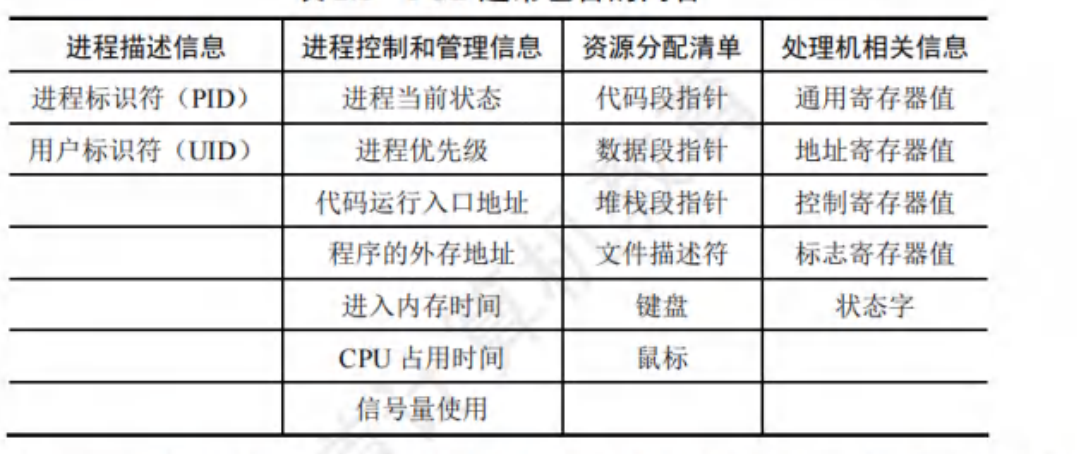 进程描述信息 进程控制和管理信息 资源分配清单 处理机相关信息
进程标识符（PID） 进程当前状态 代码段指针 通用寄存器值
用户标识符（UID） 进程优先级 数据段指针 地址寄存器值
代码运行入口地址 堆栈段指针 控制寄存器值
程序的外存地址 文件描述符 标志寄存器值
进入内存时间 键盘 状态字
CPU 占用时间 鼠标
信号量使用